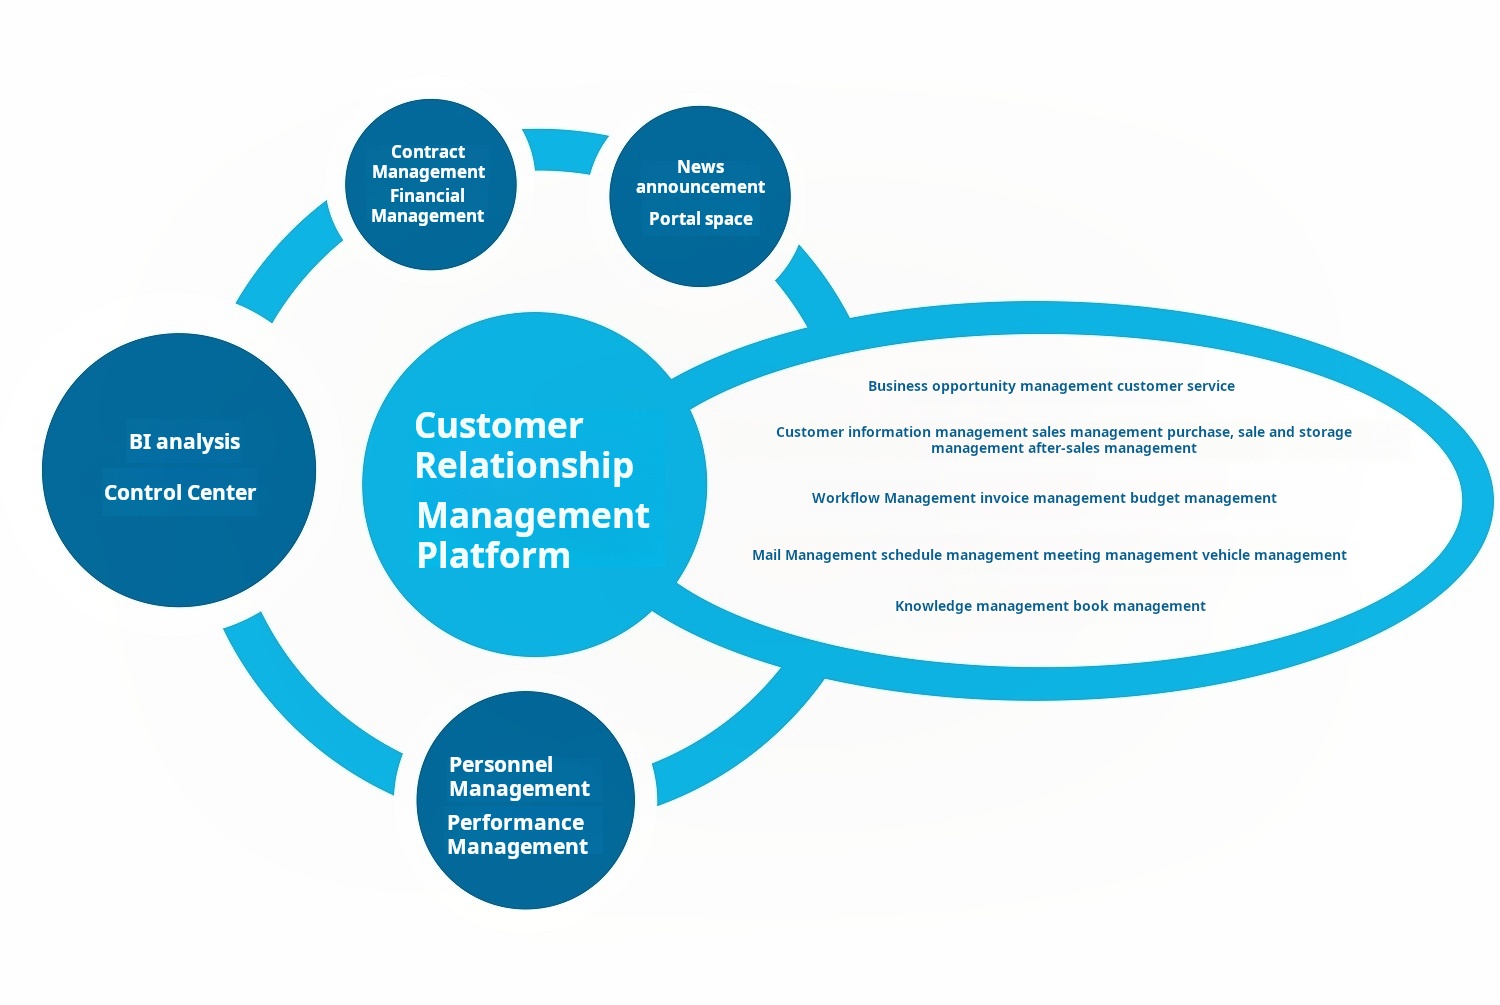 Contract
Management
Financial
Management
News
announcement
Portal space
BI analysis
Control Center
Customer
Relationship
Management
Platform
Business opportunity management customer service
Customer information management sales management purchase, sale and storage
management after-sales management
Workflow Management invoice management budget management
Mail Management schedule management meeting management vehicle management
Knowledge management book management
Personnel
Management
Performance
Management